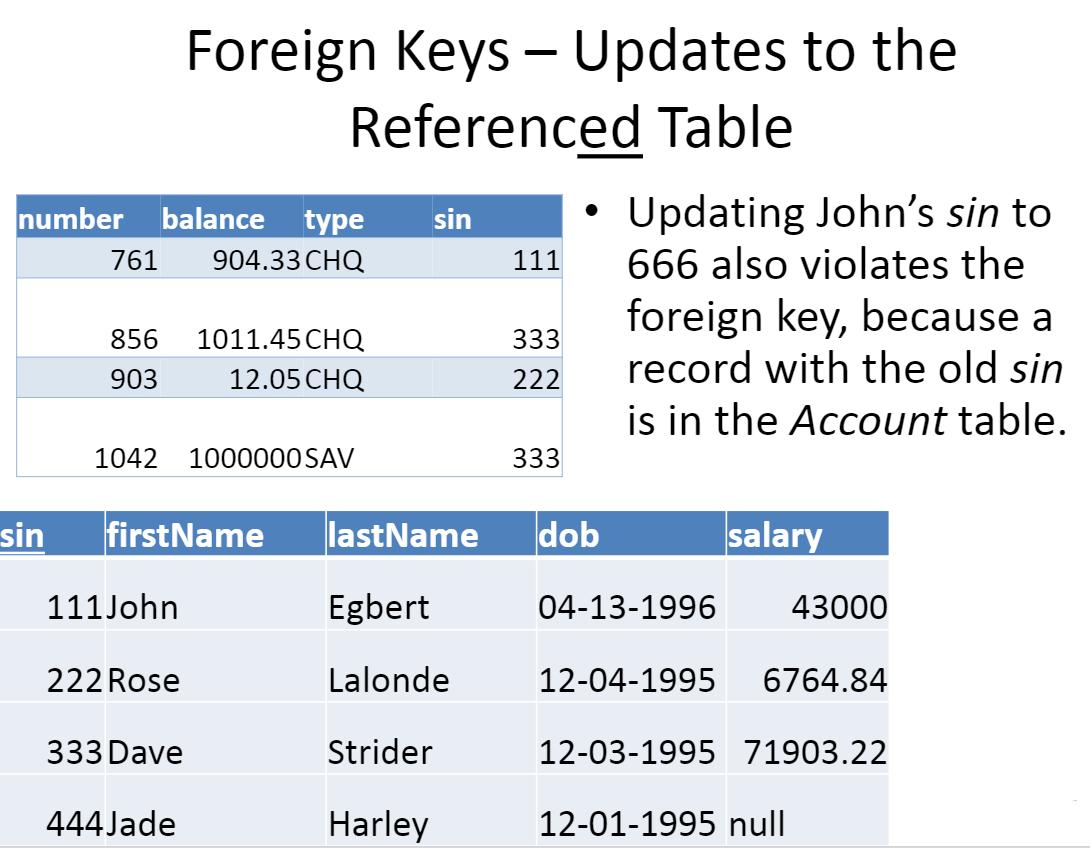 Foreign Keys – Updates to the
Referenced Table
number balance type sin
761 904.33 CHQ 111
856 1011.45 CHQ 333
903 12.05 CHQ 222
1042 1000000 SAV 333
• Updating John’s sin to
666 also violates the
foreign key, because a
record with the old sin
is in the Account table.
sin firstName lastName dob salary
111 John Egbert 04-13-1996 43000
222 Rose Lalonde 12-04-1995 6764.84
333 Dave Strider 12-03-1995 71903.22
444 Jade Harley 12-01-1995 null